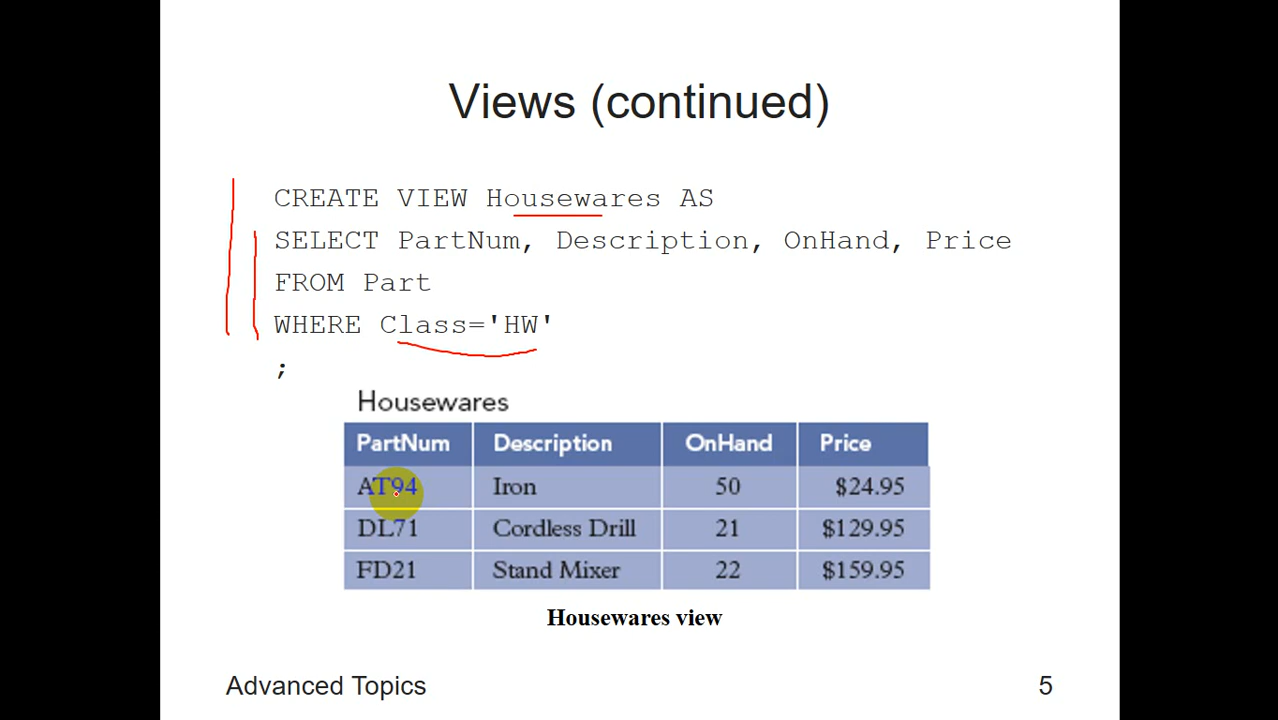 Views (continued)
CREATE VIEW Housewares AS
SELECT PartNum, Description, OnHand, Price
FROM Part
WHERE Class='HW'
;
Housewares
PartNum Description OnHand Price
AT94 Iron 50 $24.95
DL71 Cordless Drill 21 $129.95
FD21 Stand Mixer 22 $159.95
Housewares view
Advanced Topics 5